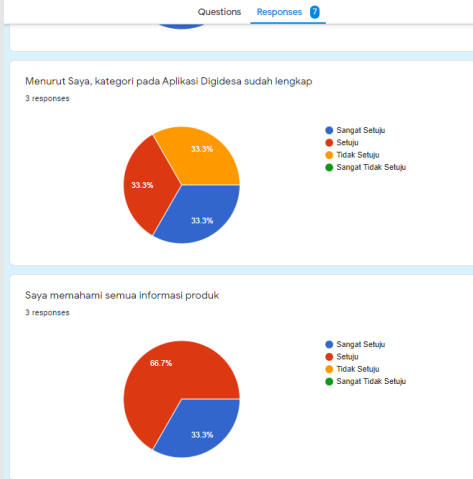 Questions Responses 7
Menurut Saya, kategori pada Aplikasi Digidesa sudah lengkap
3 responses
33.3%
33.3%
33.3%
Sangat Setuju
Setuju
Tidak Setuju
Sangat Tidak Setuju
Saya memahami semua informasi produk
3 responses
66.7%
33.3%
Sangat Setuju
Setuju
Tidak Setuju
Sangat Tidak Setuju